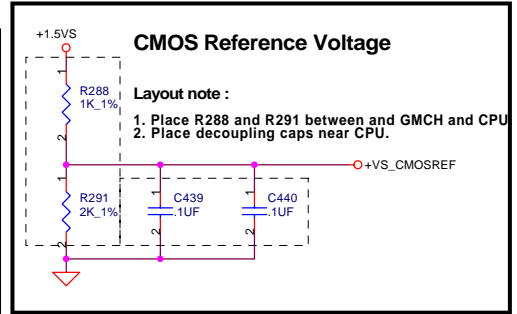 +1.5VS
CMOS Reference Voltage
1
R288
1K_1%
2
Layout note :
1. Place R288 and R291 between and GMCH and CPU
2. Place decoupling caps near CPU.
+VS_CMOSREF
1
R291
2K_1%
2
1
C439
.1UF
2
1
C440
.1UF
2